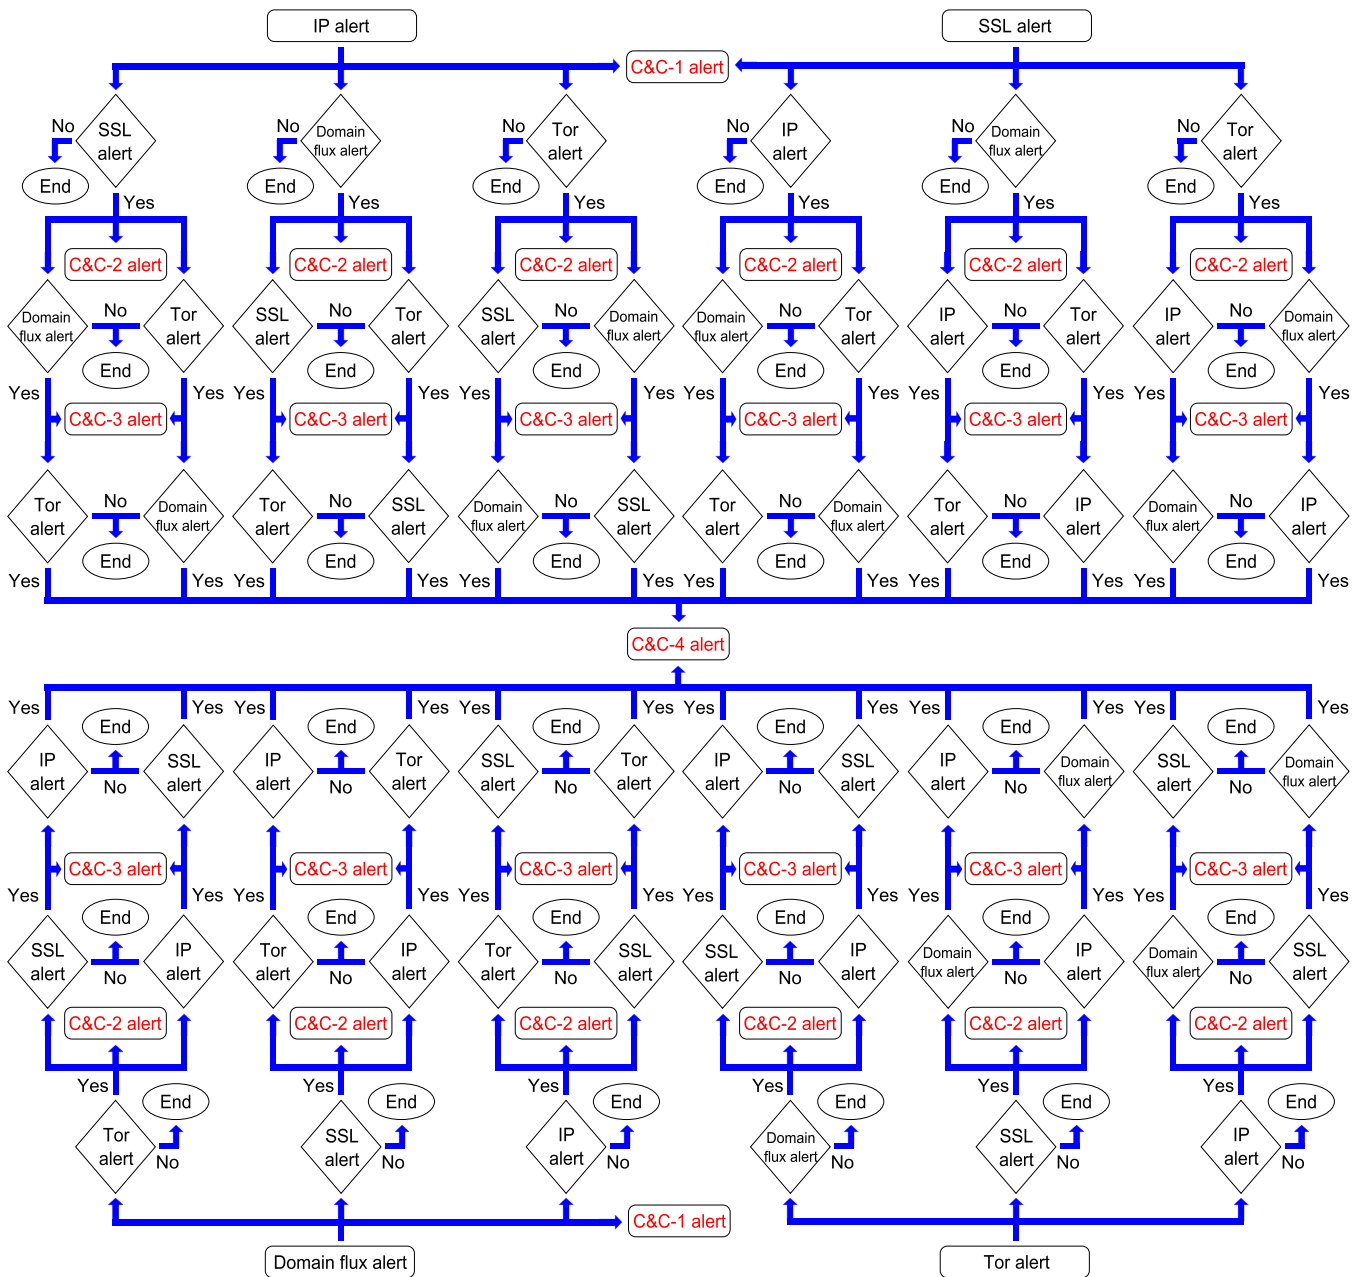 IP alert
SSL alert
C&C-1 alert
No
SSL
alert
No
Domain
flux alert
No
Tor
alert
No
IP
alert
No
Domain
flux alert
No
Tor
alert
End
End
End
End
End
End
Yes
Yes
Yes
Yes
Yes
Yes
C&C-2 alert
C&C-2 alert
C&C-2 alert
C&C-2 alert
C&C-2 alert
C&C-2 alert
Domain
flux alert
No
Tor
alert
SSL
alert
No
Tor
alert
SSL
alert
No
Domain
flux alert
Domain
flux alert
No
Tor
alert
IP
alert
No
Tor
alert
IP
alert
No
Domain
flux alert
End
End
End
End
End
End
Yes
Yes
Yes
Yes
Yes
Yes
Yes
Yes
Yes
Yes
Yes
Yes
C&C-3 alert
C&C-3 alert
C&C-3 alert
C&C-3 alert
C&C-3 alert
C&C-3 alert
Tor
alert
No
Domain
flux alert
Tor
alert
No
SSL
alert
Domain
flux alert
No
SSL
alert
Tor
alert
No
Domain
flux alert
Tor
alert
No
IP
alert
Domain
flux alert
No
IP
alert
End
End
End
End
End
End
Yes
Yes
Yes
Yes
Yes
Yes
Yes
Yes
Yes
Yes
Yes
Yes
C&C-4 alert
Yes
Yes
Yes
Yes
Yes
Yes
Yes
Yes
Yes
Yes
Yes
Yes
End
End
End
End
End
End
IP
alert
No
SSL
alert
IP
alert
No
Tor
alert
SSL
alert
No
Tor
alert
IP
alert
No
SSL
alert
IP
alert
No
Domain
flux alert
SSL
alert
No
Domain
flux alert
C&C-3 alert
C&C-3 alert
C&C-3 alert
C&C-3 alert
C&C-3 alert
C&C-3 alert
Yes
Yes
Yes
Yes
Yes
Yes
Yes
Yes
Yes
Yes
Yes
Yes
End
End
End
End
End
End
SSL
alert
No
IP
alert
Tor
alert
No
IP
alert
Tor
alert
No
SSL
alert
SSL
alert
No
IP
alert
Domain
flux alert
No
IP
alert
Domain
flux alert
No
SSL
alert
C&C-2 alert
C&C-2 alert
C&C-2 alert
C&C-2 alert
C&C-2 alert
C&C-2 alert
Yes
Yes
Yes
Yes
Yes
Yes
End
End
End
End
End
End
Tor
alert
No
SSL
alert
No
IP
alert
No
Domain
flux alert
No
SSL
alert
No
IP
alert
No
C&C-1 alert
Domain flux alert
Tor alert